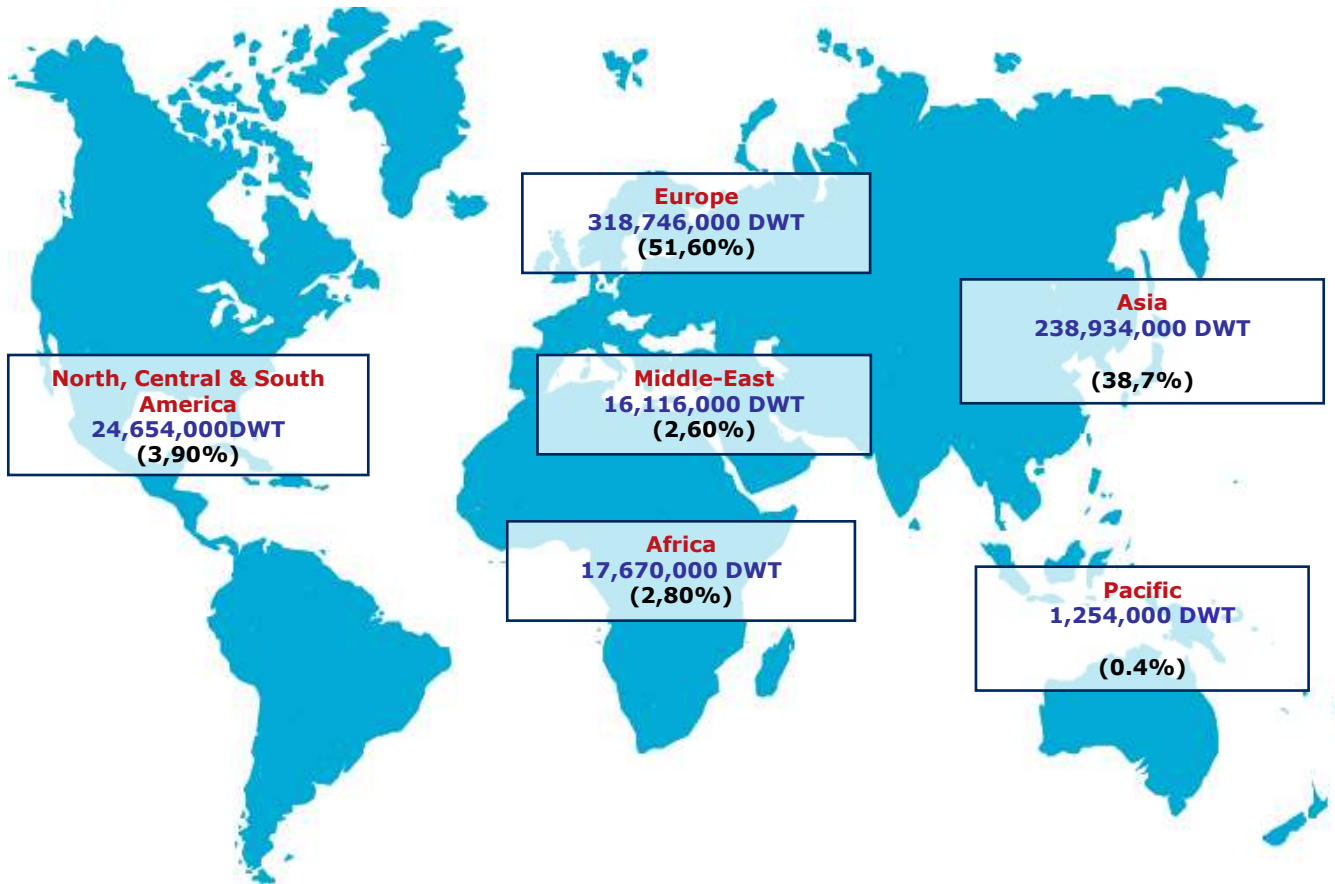 Europe
318,746,000 DWT
(51,60%)
Asia
238,934,000 DWT
(38,7%)
North, Central & South
America
24,654,000DWT
(3,90%)
Middle-East
16,116,000 DWT
(2,60%)
Africa
17,670,000 DWT
(2,80%)
Pacific
1,254,000 DWT
(0.4%)